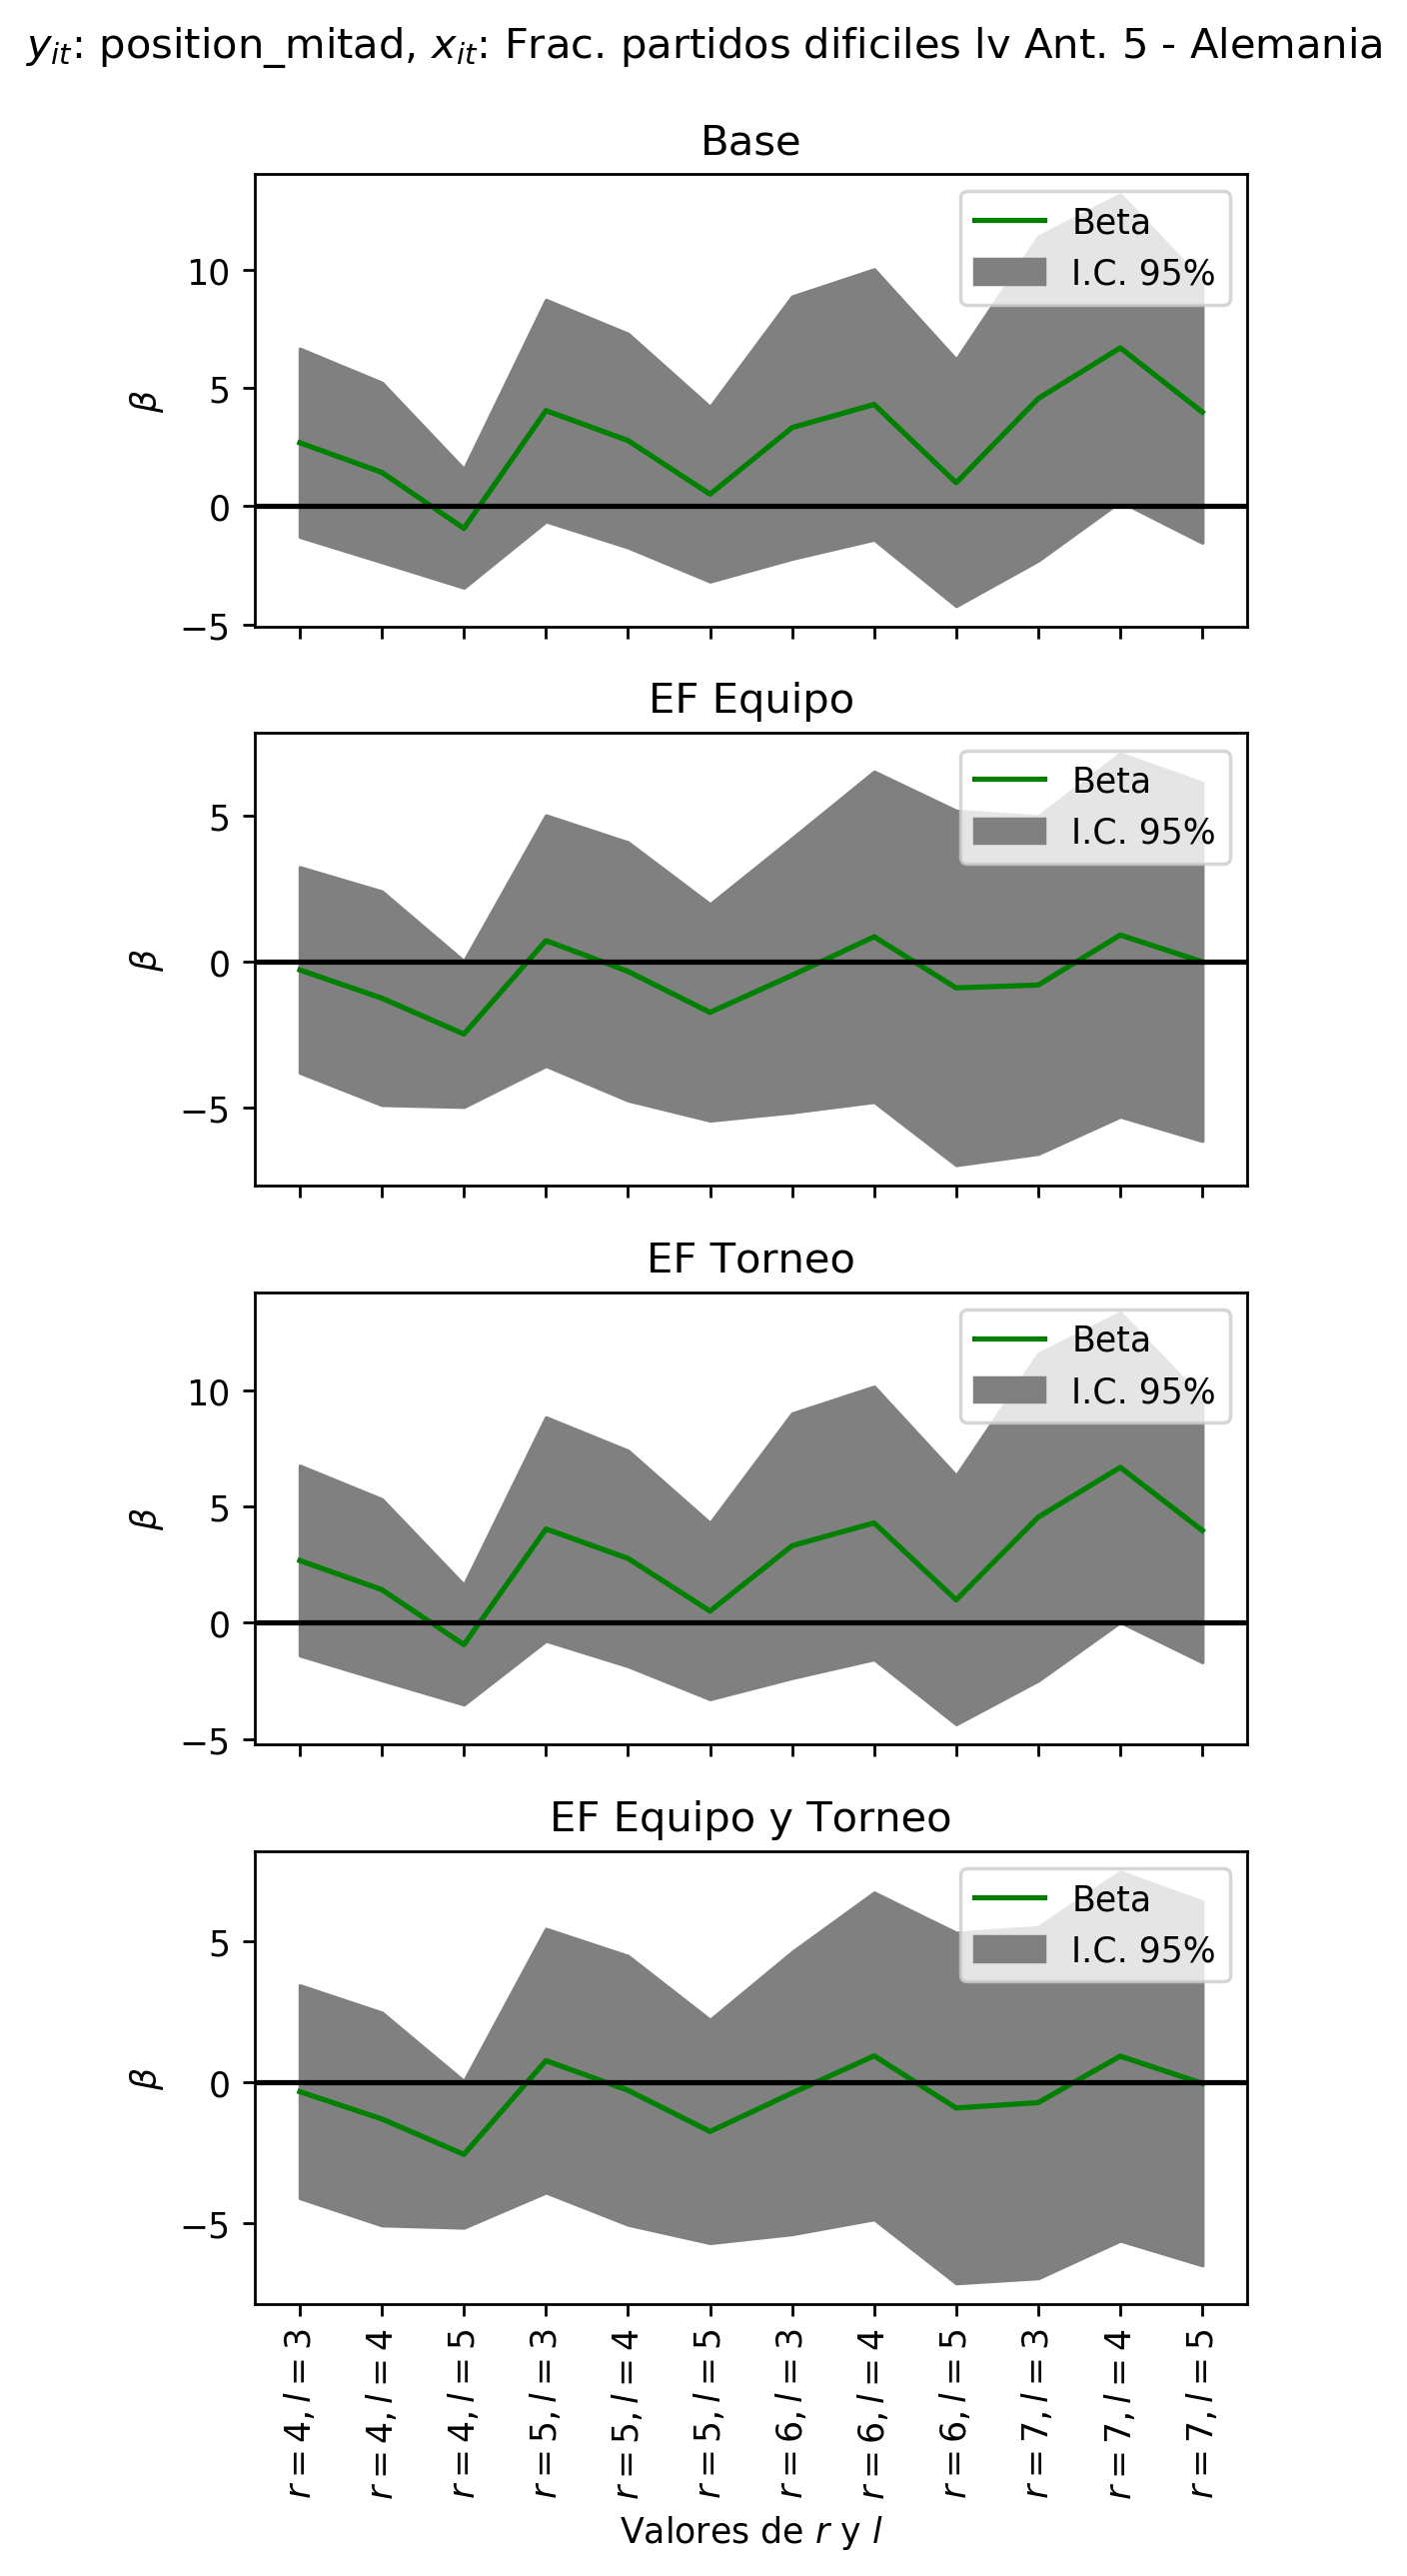 y_it: position_mitad, x_it: Frac. partidos dificiles lv Ant. 5 - Alemania
Base
Beta
I.C. 95%
10
5
0
−5
β
EF Equipo
Beta
I.C. 95%
5
0
−5
β
EF Torneo
Beta
I.C. 95%
10
5
0
−5
β
EF Equipo y Torneo
Beta
I.C. 95%
5
0
−5
β
r = 4, l = 3
r = 4, l = 4
r = 4, l = 5
r = 5, l = 3
r = 5, l = 4
r = 5, l = 5
r = 6, l = 3
r = 6, l = 4
r = 6, l = 5
r = 7, l = 3
r = 7, l = 4
r = 7, l = 5
Valores de r y l